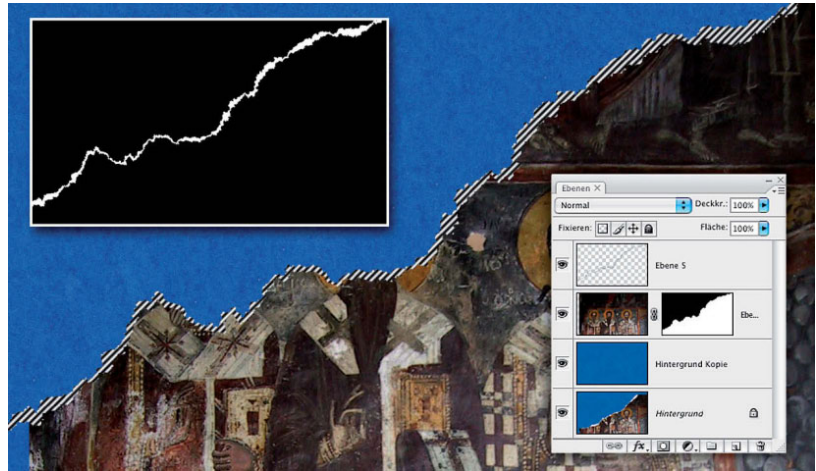 Ebenen ×
Normal Deckkr.: 100%
Fixieren: Fläche: 100%
Ebene 5
Ebe...
Hintergrund Kopie
Hintergrund
fx.